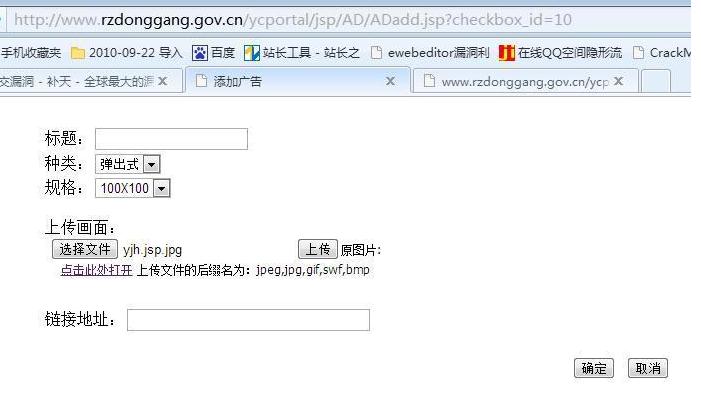 http://www.rzdonggang.gov.cn/ycportal/jsp/AD/ADadd.jsp?checkbox_id=10
手机收藏夹 2010-09-22 导入 百度 站长工具 - 站长之 ewebeditor漏洞利 在线QQ空间隐形流 CrackM
交漏洞 - 补天 - 全球最大的漏 添加广告 www.rzdonggang.gov.cn/ycp
标题：
种类： 弹出式
规格： 100X100
上传画面：
选择文件 yjh.jsp.jpg 上传 原图片:
点击此处打开 上传文件的后缀名为：jpeg,jpg,gif,swf,bmp
链接地址：
确定 取消